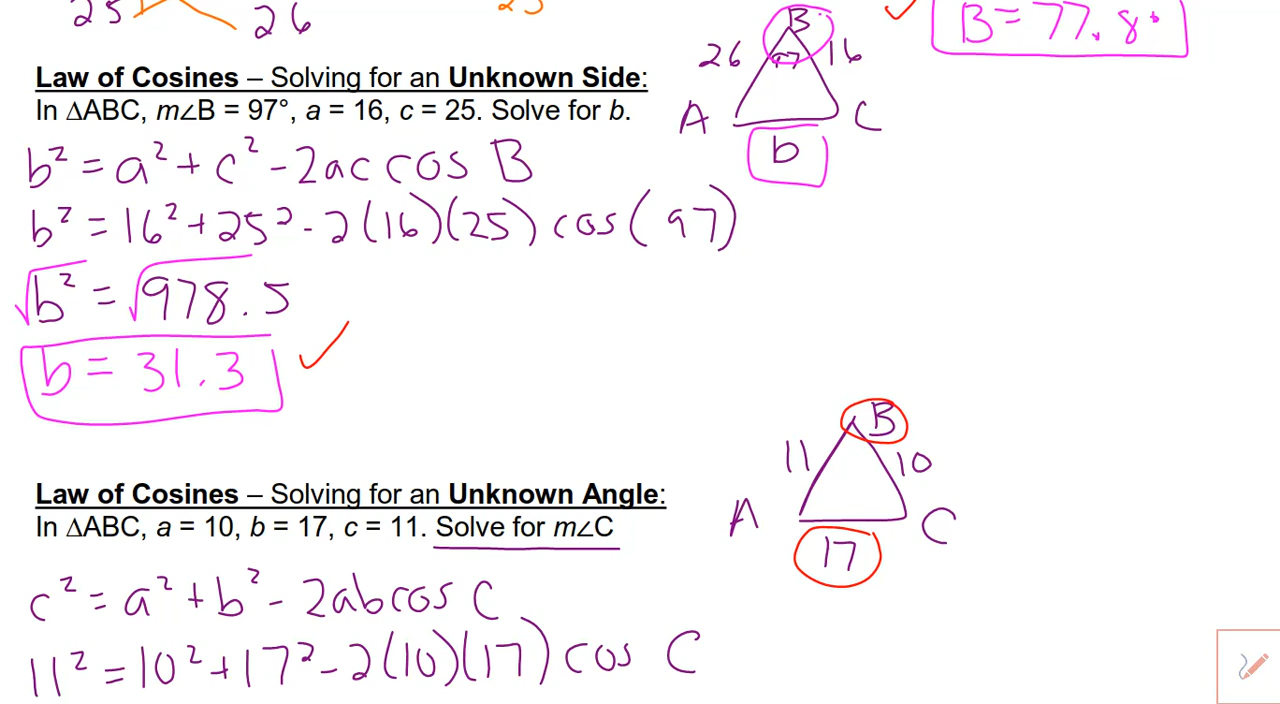 25
26
25
B = 77.8°
B
26
97
16
Law of Cosines – Solving for an Unknown Side:
In ΔABC, m∠B = 97°, a = 16, c = 25. Solve for b.
A
C
b
b² = a² + c² - 2ac cos B
b² = 16² + 25² - 2(16)(25) cos(97)
√b² = √978.5
b = 31.3
B
11
10
Law of Cosines – Solving for an Unknown Angle:
In ΔABC, a = 10, b = 17, c = 11. Solve for m∠C
A
C
17
c² = a² + b² - 2ab cos C
11² = 10² + 17² - 2(10)(17) cos C